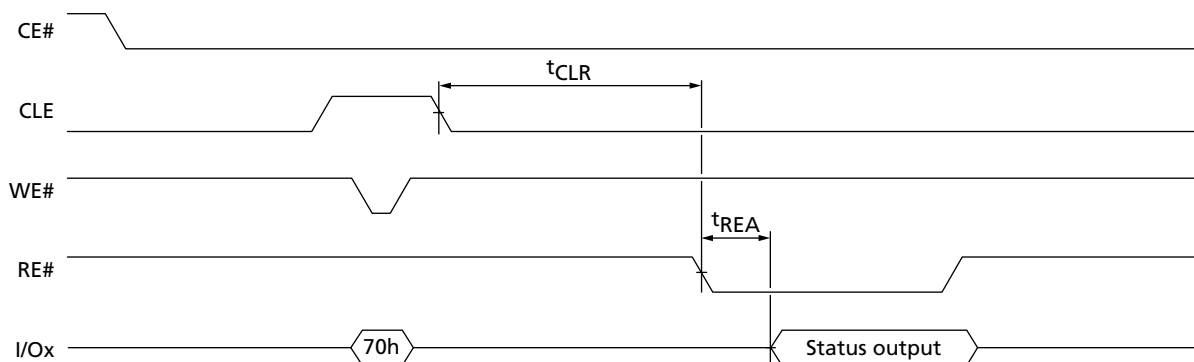 CE#
tCLR
CLE
WE#
tREA
RE#
I/Ox
70h
Status output